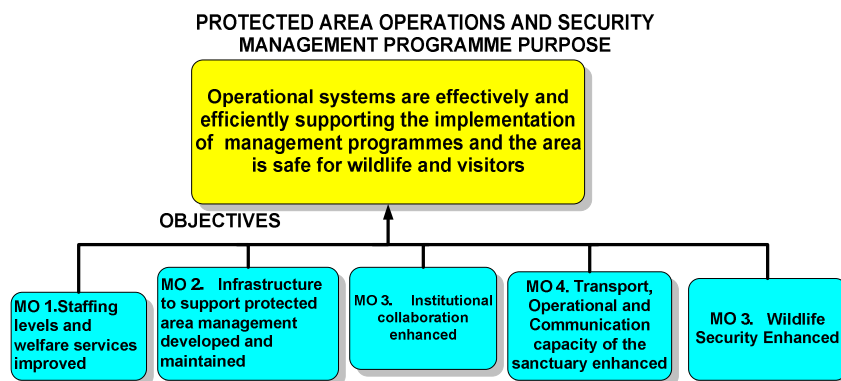 PROTECTED AREA OPERATIONS AND SECURITY
MANAGEMENT PROGRAMME PURPOSE
Operational systems are effectively and
efficiently supporting the implementation
of management programmes and the area
is safe for wildlife and visitors
OBJECTIVES
MO 1.Staffing
levels and
welfare services
improved
MO 2. Infrastructure
to support protected
area management
developed and
maintained
MO 3. Institutional
collaboration
enhanced
MO 4. Transport,
Operational and
Communication
capacity of the
sanctuary enhanced
MO 3. Wildlife
Security Enhanced